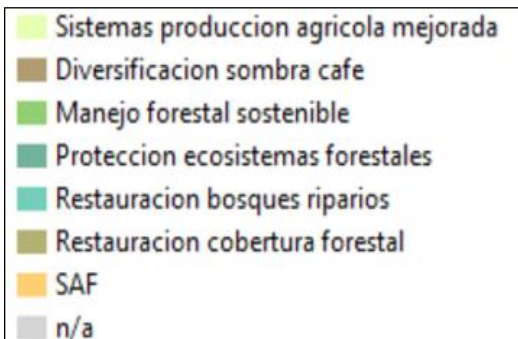 Sistemas produccion agricola mejorada
Diversificacion sombra cafe
Manejo forestal sostenible
Proteccion ecosistemas forestales
Restauracion bosques riparios
Restauracion cobertura forestal
SAF
n/a